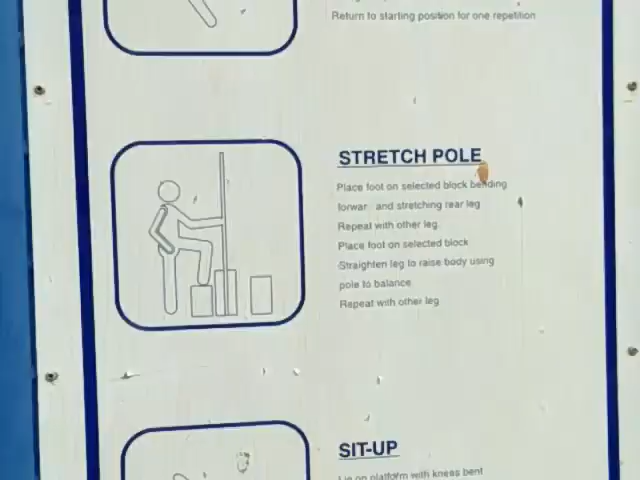 Return to starting position for one repetition
STRETCH POLE
Place foot on selected block bending
forwar and stretching rear leg
Repeat with other leg
Place foot on selected block
Straighten leg to raise body using
pole to balance
Repeat with other leg
SIT-UP
Lie on platform with knees bent